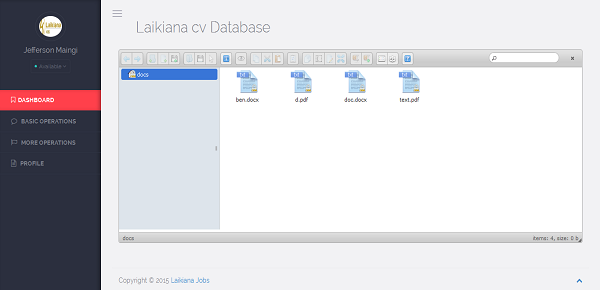 Laikiana
Jefferson Maingi
Available
DASHBOARD
BASIC OPERATIONS
MORE OPERATIONS
PROFILE
Laikiana cv Database
docs
ben.docx d.pdf doc.docx text.pdf
docs items: 4, size: 0 b
Copyright © 2015 Laikiana Jobs